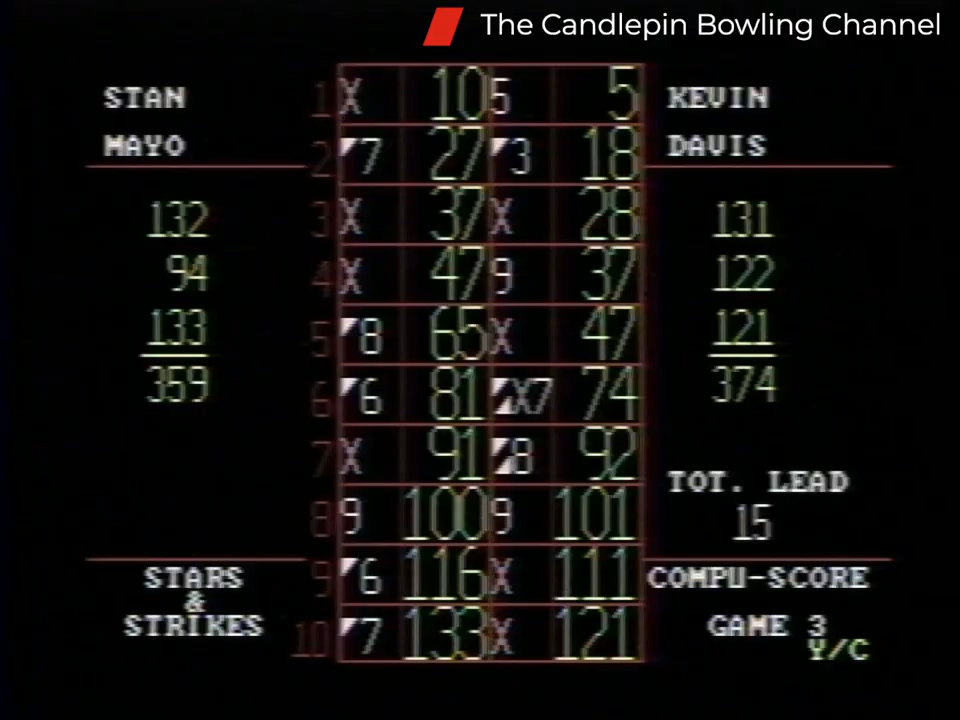 The Candlepin Bowling Channel
STAN
MAYO
132
94
133
359
1 X 10 5 5
2 7 27 3 18
3 X 37 X 28
4 X 47 9 37
5 8 65 X 47
6 6 81 X7 74
7 X 91 8 92
8 9 100 9 101
9 6 116 X 111
10 7 133 X 121
KEVIN
DAVIS
131
122
121
374
TOT. LEAD
15
STARS
&
STRIKES
COMPU-SCORE
GAME 3
Y/C